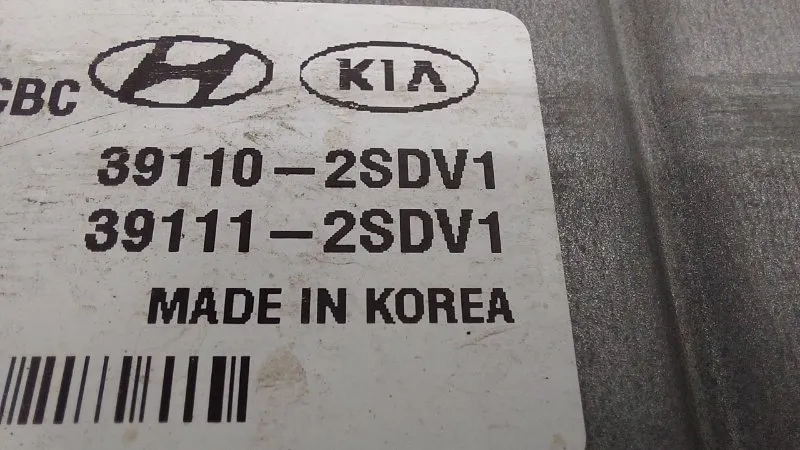 CBC KIA
39110-2SDV1
39111-2SDV1
MADE IN KOREA